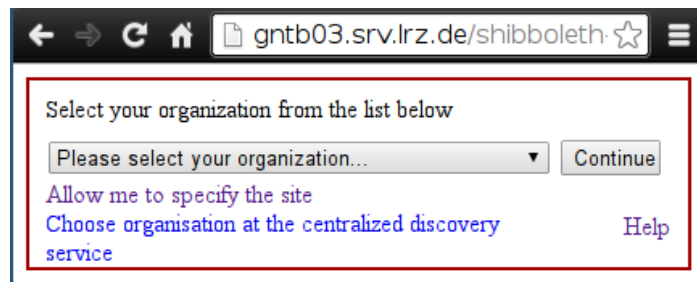 gntb03.srv.lrz.de/shibboleth-
Select your organization from the list below
Please select your organization...
Continue
Allow me to specify the site
Choose organisation at the centralized discovery
service
Help